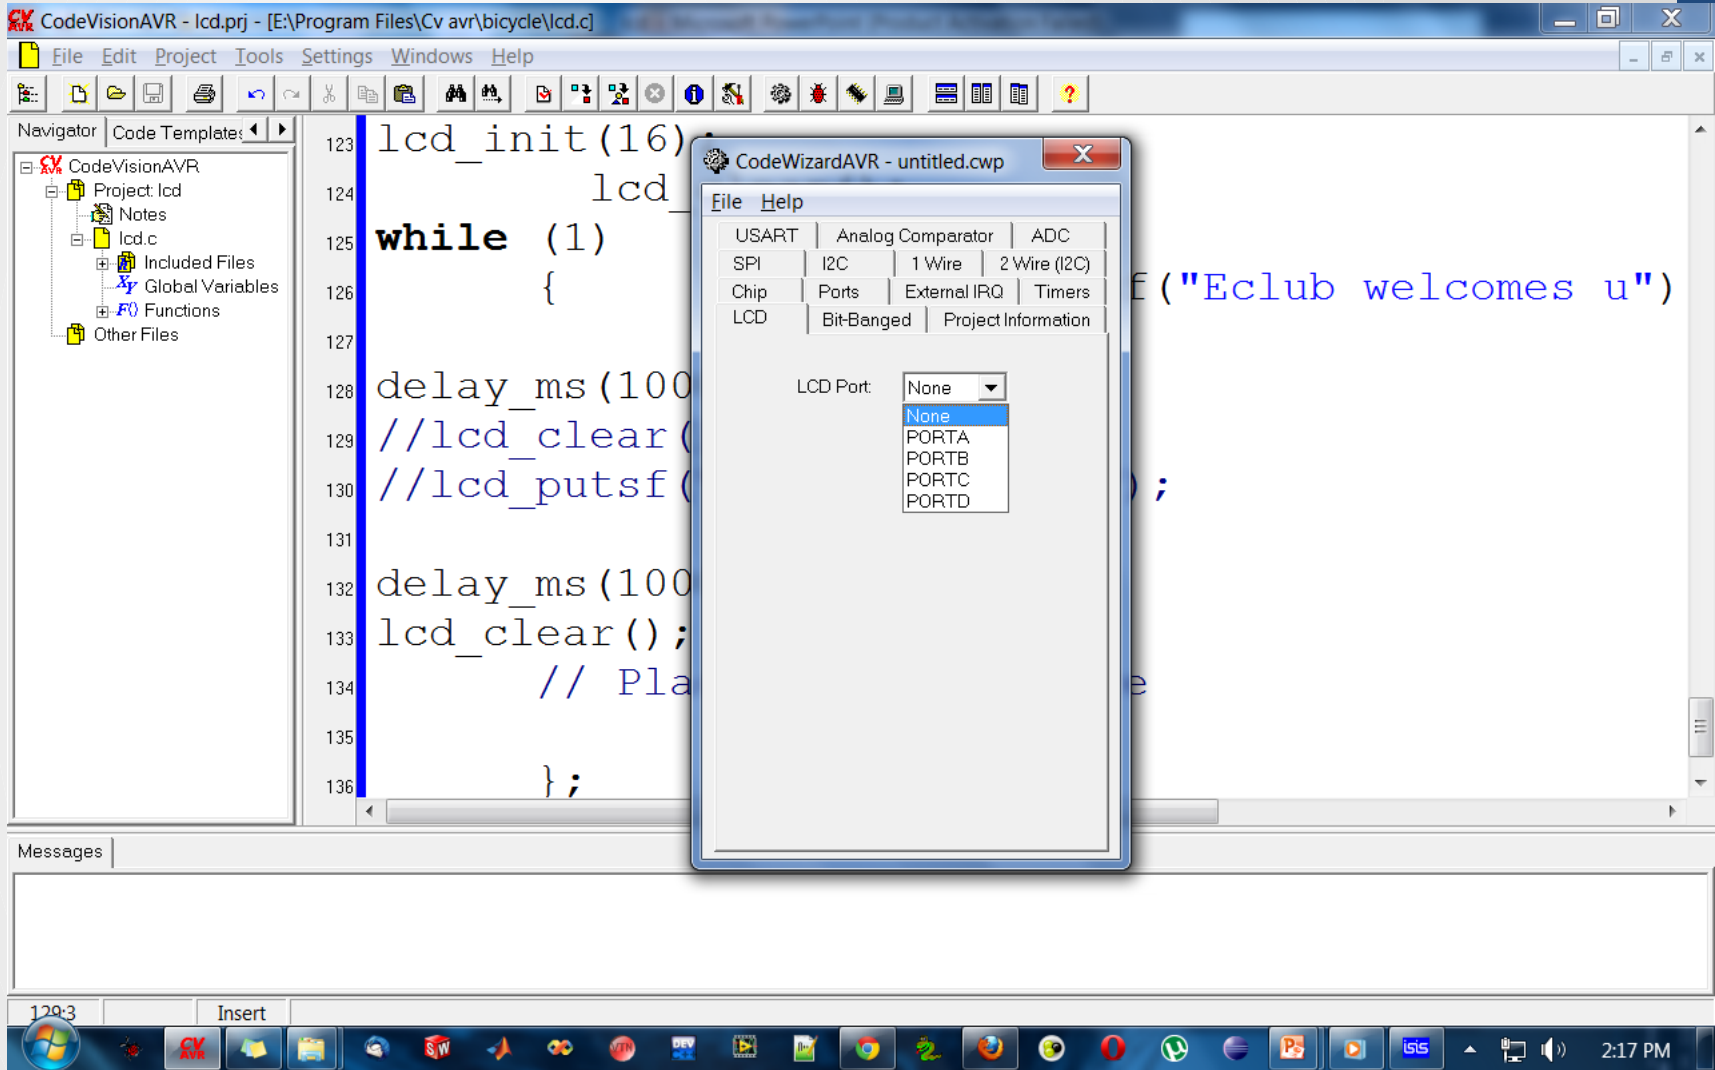 CodeVisionAVR - lcd.prj - [E:\Program Files\Cv avr\bicycle\lcd.c]
File Edit Project Tools Settings Windows Help
Navigator Code Templates
CodeVisionAVR
Project: lcd
Notes
lcd.c
Included Files
Global Variables
Functions
Other Files
123 lcd_init(16);
124 lcd_
125 while (1)
126 { f("Eclub welcomes u")
127
128 delay_ms(100
129 //lcd_clear(
130 //lcd_putsf( );
131
132 delay_ms(100
133 lcd_clear();
134 // Pla e
135
136 };
CodeWizardAVR - untitled.cwp
File Help
USART Analog Comparator ADC
SPI I2C 1 Wire 2 Wire (I2C)
Chip Ports External IRQ Timers
LCD Bit-Banged Project Information
LCD Port: None
None
PORTA
PORTB
PORTC
PORTD
Messages
129:3 Insert
2:17 PM